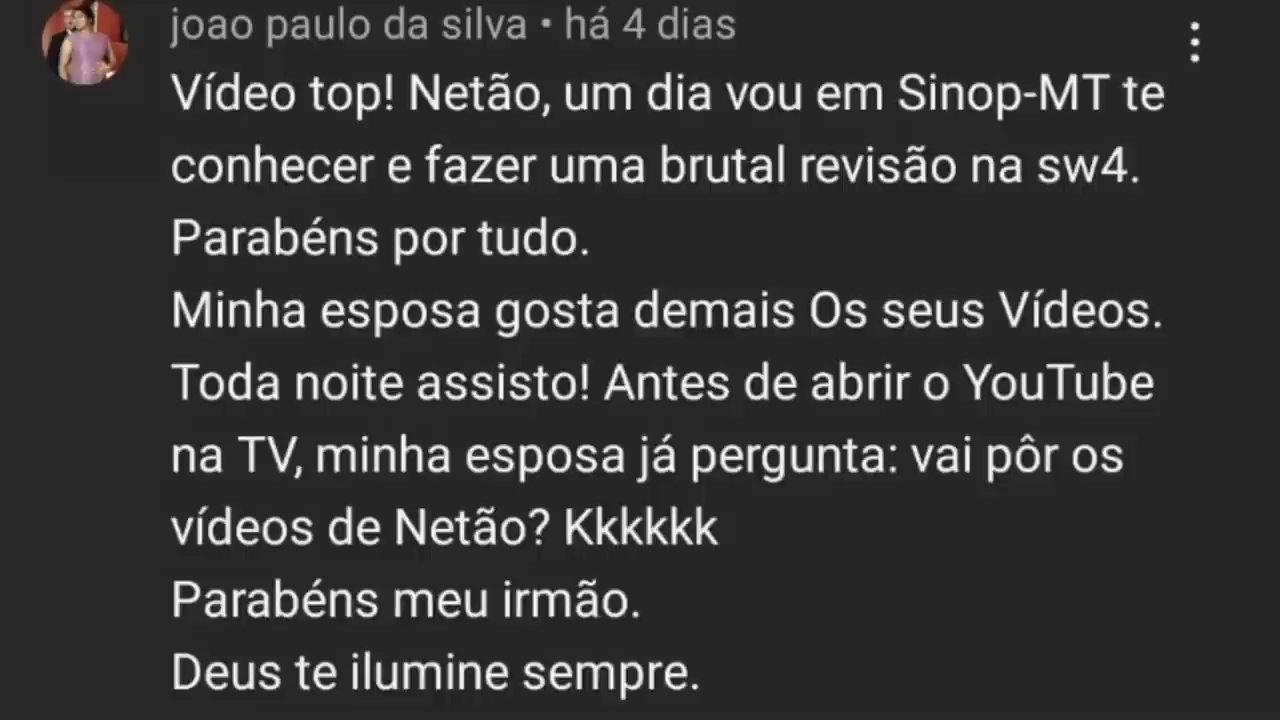 joao paulo da silva • há 4 dias
Vídeo top! Netão, um dia vou em Sinop-MT te
conhecer e fazer uma brutal revisão na sw4.
Parabéns por tudo.
Minha esposa gosta demais Os seus Vídeos.
Toda noite assisto! Antes de abrir o YouTube
na TV, minha esposa já pergunta: vai pôr os
vídeos de Netão? Kkkkkk
Parabéns meu irmão.
Deus te ilumine sempre.